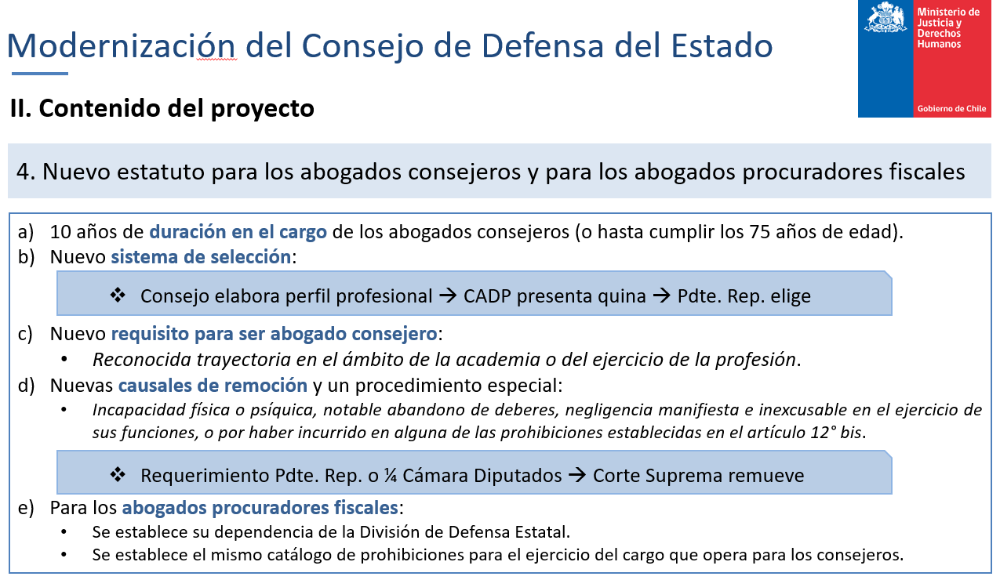 Modernización del Consejo de Defensa del Estado
Ministerio de
Justicia y
Derechos
Humanos
Gobierno de Chile
II. Contenido del proyecto
4. Nuevo estatuto para los abogados consejeros y para los abogados procuradores fiscales
a) 10 años de duración en el cargo de los abogados consejeros (o hasta cumplir los 75 años de edad).
b) Nuevo sistema de selección:
❖ Consejo elabora perfil profesional → CADP presenta quina → Pdte. Rep. elige
c) Nuevo requisito para ser abogado consejero:
• Reconocida trayectoria en el ámbito de la academia o del ejercicio de la profesión.
d) Nuevas causales de remoción y un procedimiento especial:
• Incapacidad física o psíquica, notable abandono de deberes, negligencia manifiesta e inexcusable en el ejercicio de
sus funciones, o por haber incurrido en alguna de las prohibiciones establecidas en el artículo 12° bis.
❖ Requerimiento Pdte. Rep. o ¼ Cámara Diputados → Corte Suprema remueve
e) Para los abogados procuradores fiscales:
• Se establece su dependencia de la División de Defensa Estatal.
• Se establece el mismo catálogo de prohibiciones para el ejercicio del cargo que opera para los consejeros.